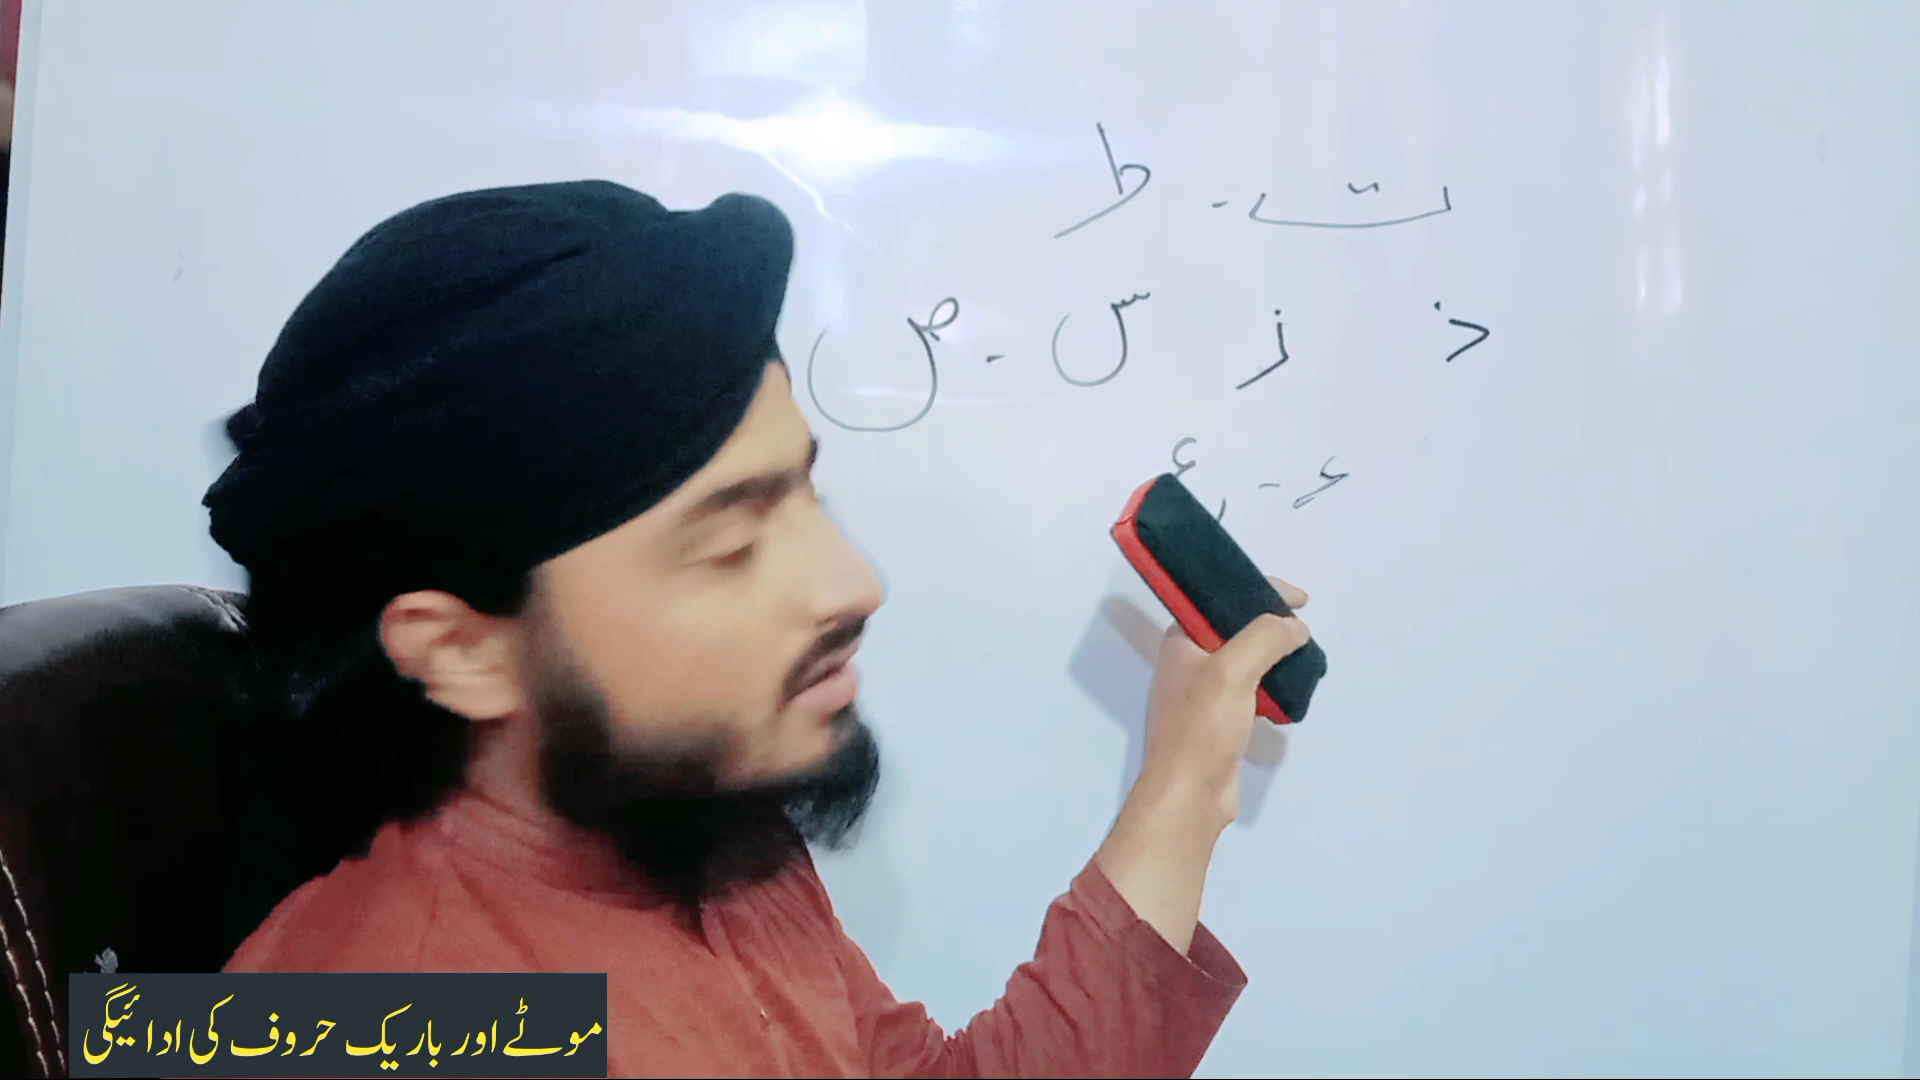 ت - ط
ذ ز س - ص
ء -
موٹے اور باریک حروف کی ادائیگی